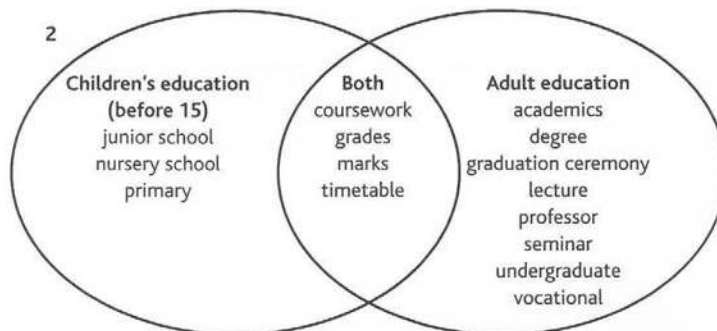 2
Children's education
(before 15)
junior school
nursery school
primary
Both
coursework
grades
marks
timetable
Adult education
academics
degree
graduation ceremony
lecture
professor
seminar
undergraduate
vocational